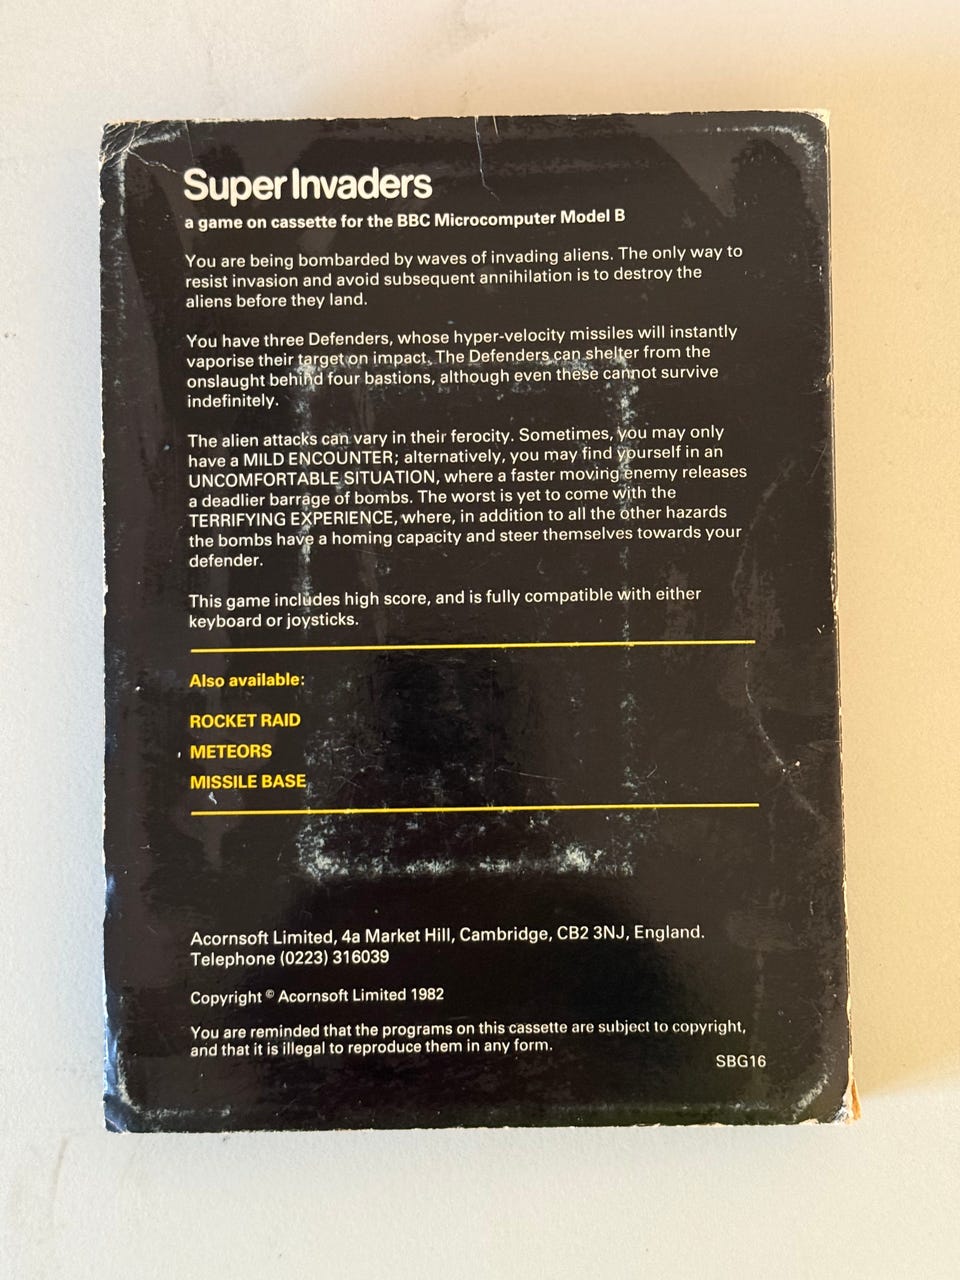 Super Invaders
a game on cassette for the BBC Microcomputer Model B
You are being bombarded by waves of invading aliens. The only way to
resist invasion and avoid subsequent annihilation is to destroy the
aliens before they land.
You have three Defenders, whose hyper-velocity missiles will instantly
vaporise their target on impact. The Defenders can shelter from the
onslaught behind four bastions, although even these cannot survive
indefinitely.
The alien attacks can vary in their ferocity. Sometimes, you may only
have a MILD ENCOUNTER; alternatively, you may find yourself in an
UNCOMFORTABLE SITUATION, where a faster moving enemy releases
a deadlier barrage of bombs. The worst is yet to come with the
TERRIFYING EXPERIENCE, where, in addition to all the other hazards
the bombs have a homing capacity and steer themselves towards your
defender.
This game includes high score, and is fully compatible with either
keyboard or joysticks.
Also available:
ROCKET RAID
METEORS
MISSILE BASE
Acornsoft Limited, 4a Market Hill, Cambridge, CB2 3NJ, England.
Telephone (0223) 316039
Copyright © Acornsoft Limited 1982
You are reminded that the programs on this cassette are subject to copyright,
and that it is illegal to reproduce them in any form.
SBG16